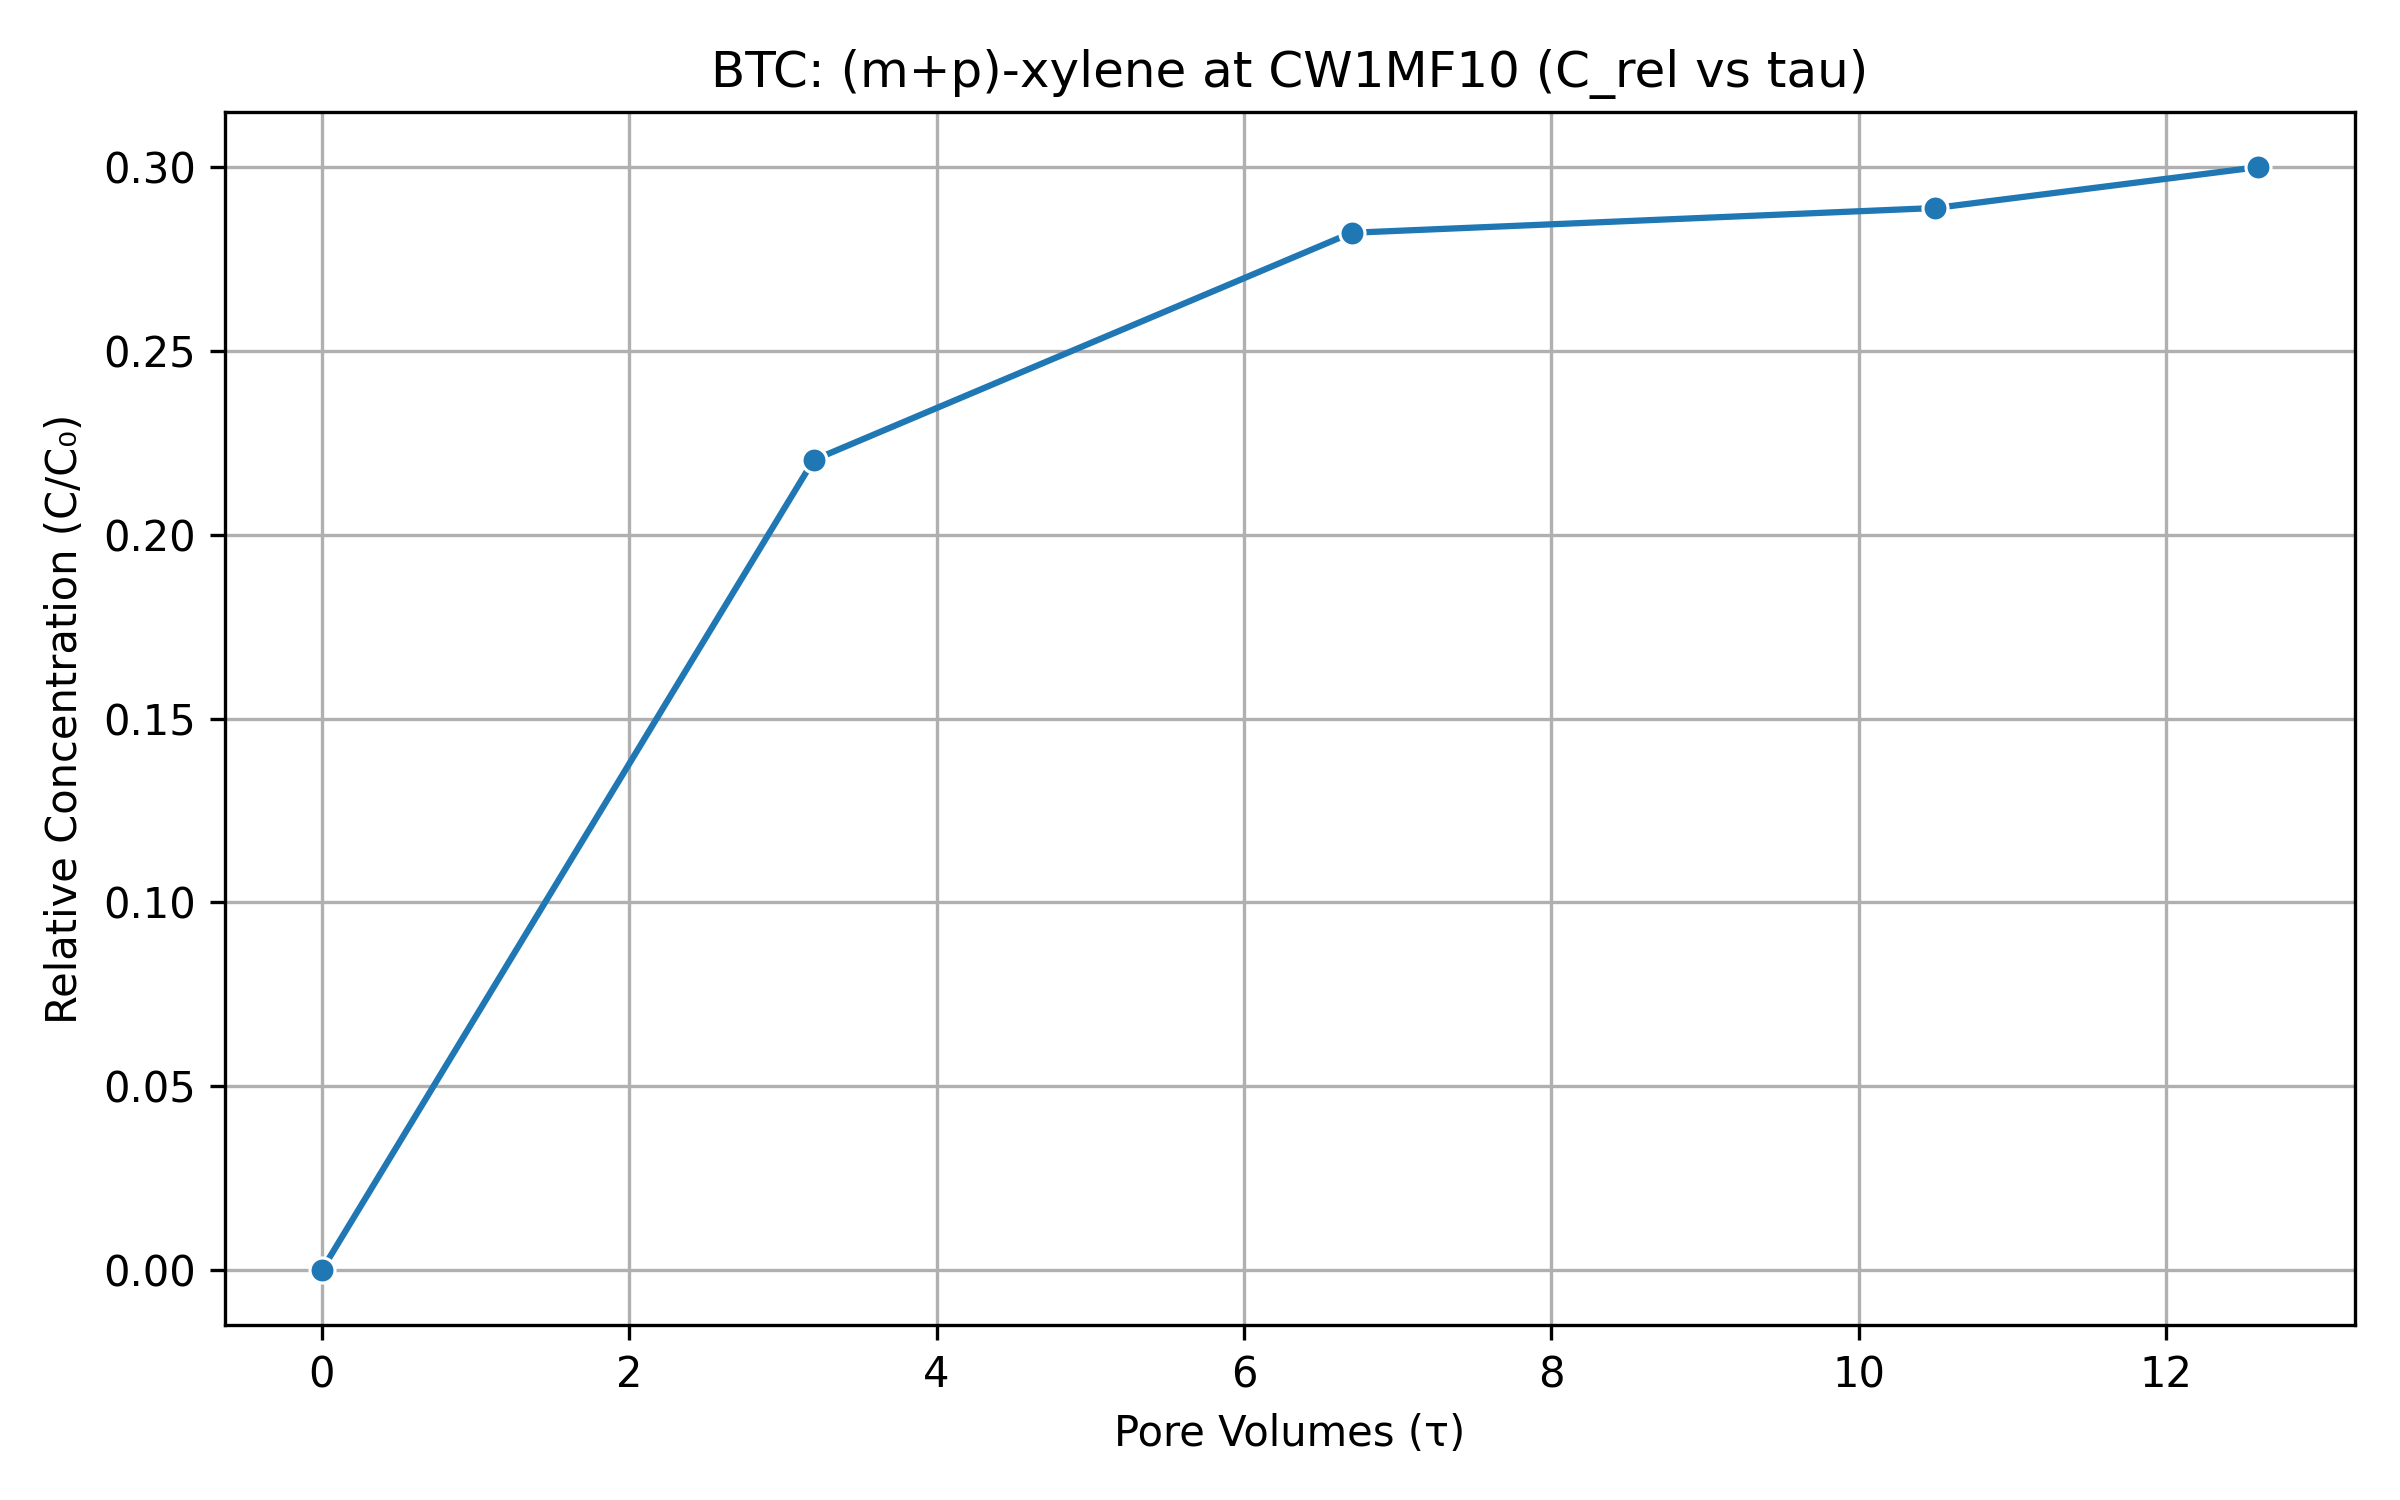 BTC: (m+p)-xylene at CW1MF10 (C_rel vs tau)
Relative Concentration (C/C₀)
0.30
0.25
0.20
0.15
0.10
0.05
0.00
0 2 4 6 8 10 12
Pore Volumes (τ)